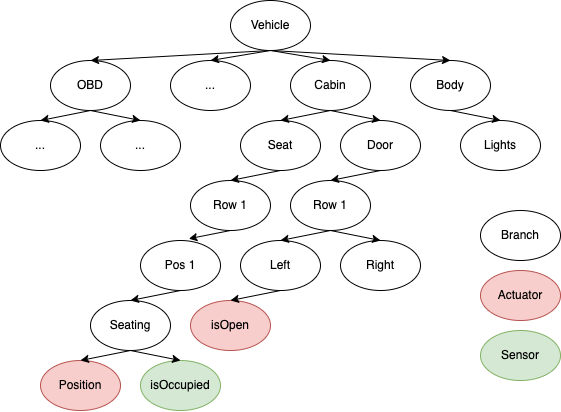 Vehicle
OBD
...
Cabin
Body
...
...
Seat
Door
Lights
Row 1
Row 1
Branch
Pos 1
Left
Right
Actuator
Seating
isOpen
Sensor
Position
isOccupied